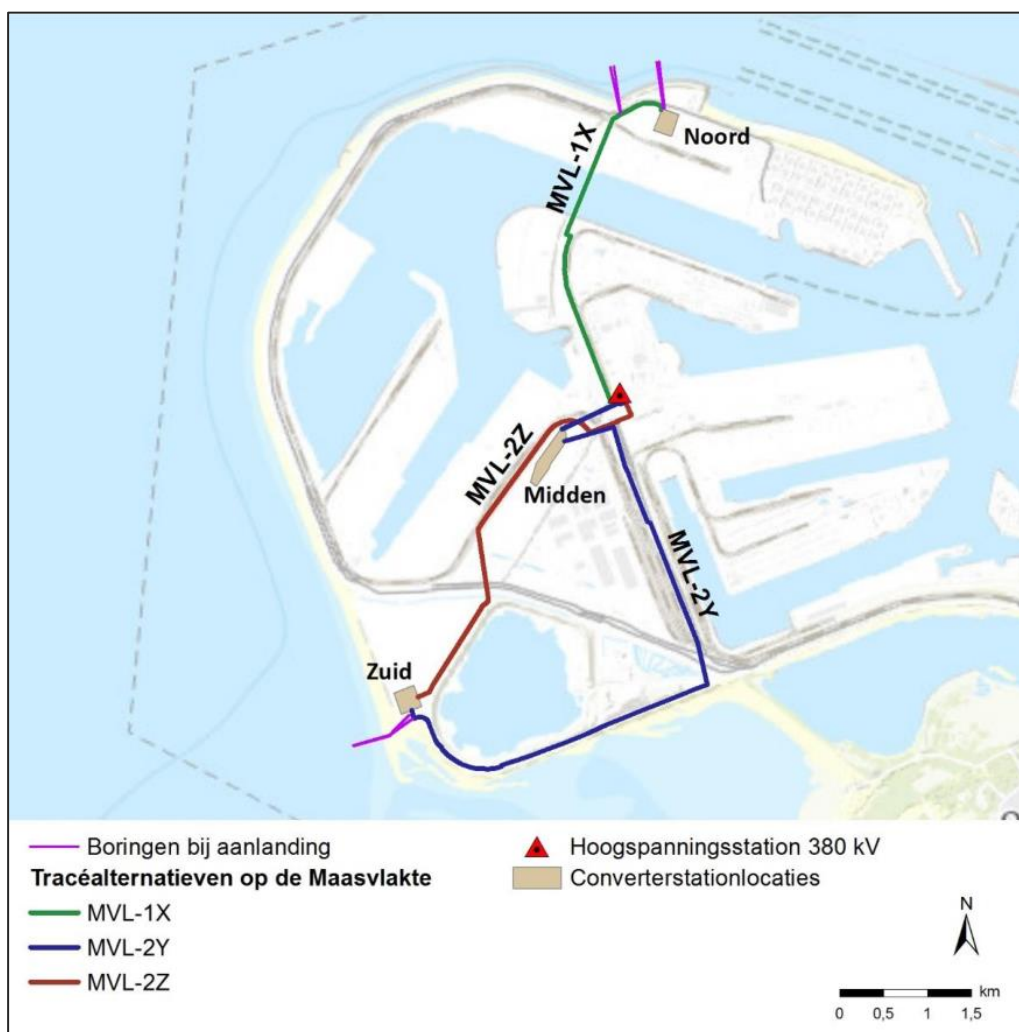 Noord
MVL-1X
MVL-2Z
Midden
MVL-2Y
Zuid
Boringen bij aanlanding
Tracéalternatieven op de Maasvlakte
MVL-1X
MVL-2Y
MVL-2Z
Hoogspanningsstation 380 kV
Converterstationlocaties
N
km
0 0,5 1 1,5